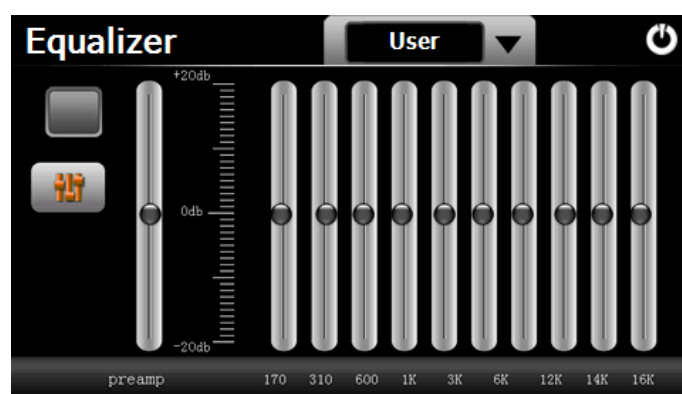 Equalizer
User
+20db
0db
-20db
preamp 170 310 600 1K 3K 6K 12K 14K 16K